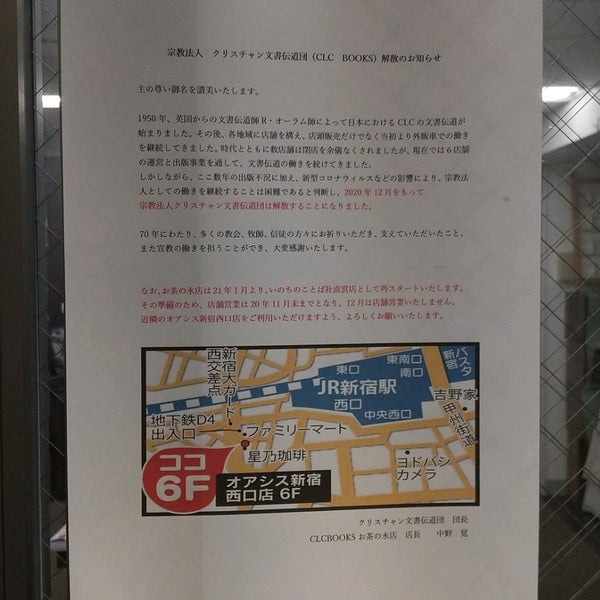 宗教法人　クリスチャン文書伝道団（CLC　BOOKS）解散のお知らせ
主の尊い御名を讃美いたします。
1950 年、英国からの文書伝道師 R・オーラム師によって日本における CLC の文書伝道が
始まりました。その後、各地域に店舗を構え、店頭販売だけでなく当初より外販車での働き
を継続してきました。時代とともに数店舗は閉店を余儀なくされましたが、現在では 6 店舗
の運営と出版事業を通して、文書伝道の働きを続けてきました。
しかしながら、ここ数年の出版不況に加え、新型コロナウィルスなどの影響により、宗教法
人としての働きを継続することは困難であると判断し、2020 年 12 月をもって
宗教法人クリスチャン文書伝道団は解散することになりました。
70 年にわたり、多くの教会、牧師、信徒の方々にお祈りいただき、支えていただいたこと、
また宣教の働きを担うことができ、大変感謝いたします。
なお、お茶の水店は 21 年 1 月より、いのちのことば社直営店として再スタートいたします。
その準備のため、店舗営業は 20 年 11 月末までとなり、12 月は店舗営業いたしません。
近隣のオアシス新宿西口店をご利用いただけますよう、よろしくお願いいたします。
新宿大ガード
西交差点
東口
東南口
南口
バスタ
新宿
JR新宿駅
西口
中央西口
吉野家
甲州街道
地下鉄D4
出入口
ファミリーマート
星乃珈琲
ヨドバシ
カメラ
ココ
6F
オアシス新宿
西口店 6F
クリスチャン文書伝道団　団長
CLCBOOKS お茶の水店　店長　中野　覚